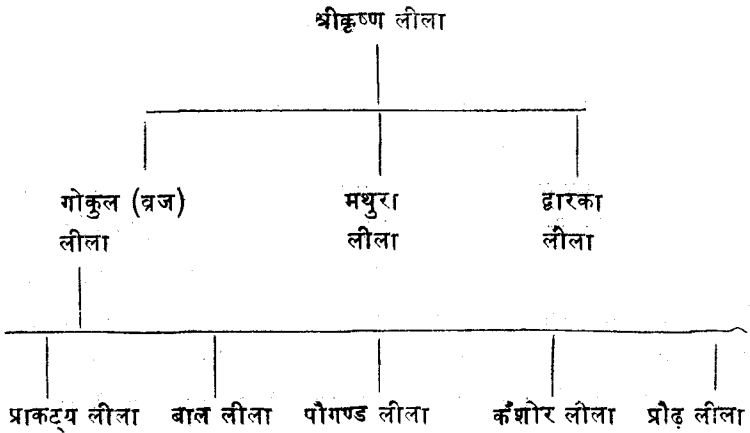 श्रीकृष्ण लीला
गोकुल (व्रज) मथुरा द्वारका
लीला लीला लीला
प्राकट्य लीला बाल लीला पौगण्ड लीला कैंशोर लीला प्रौढ़ लीला